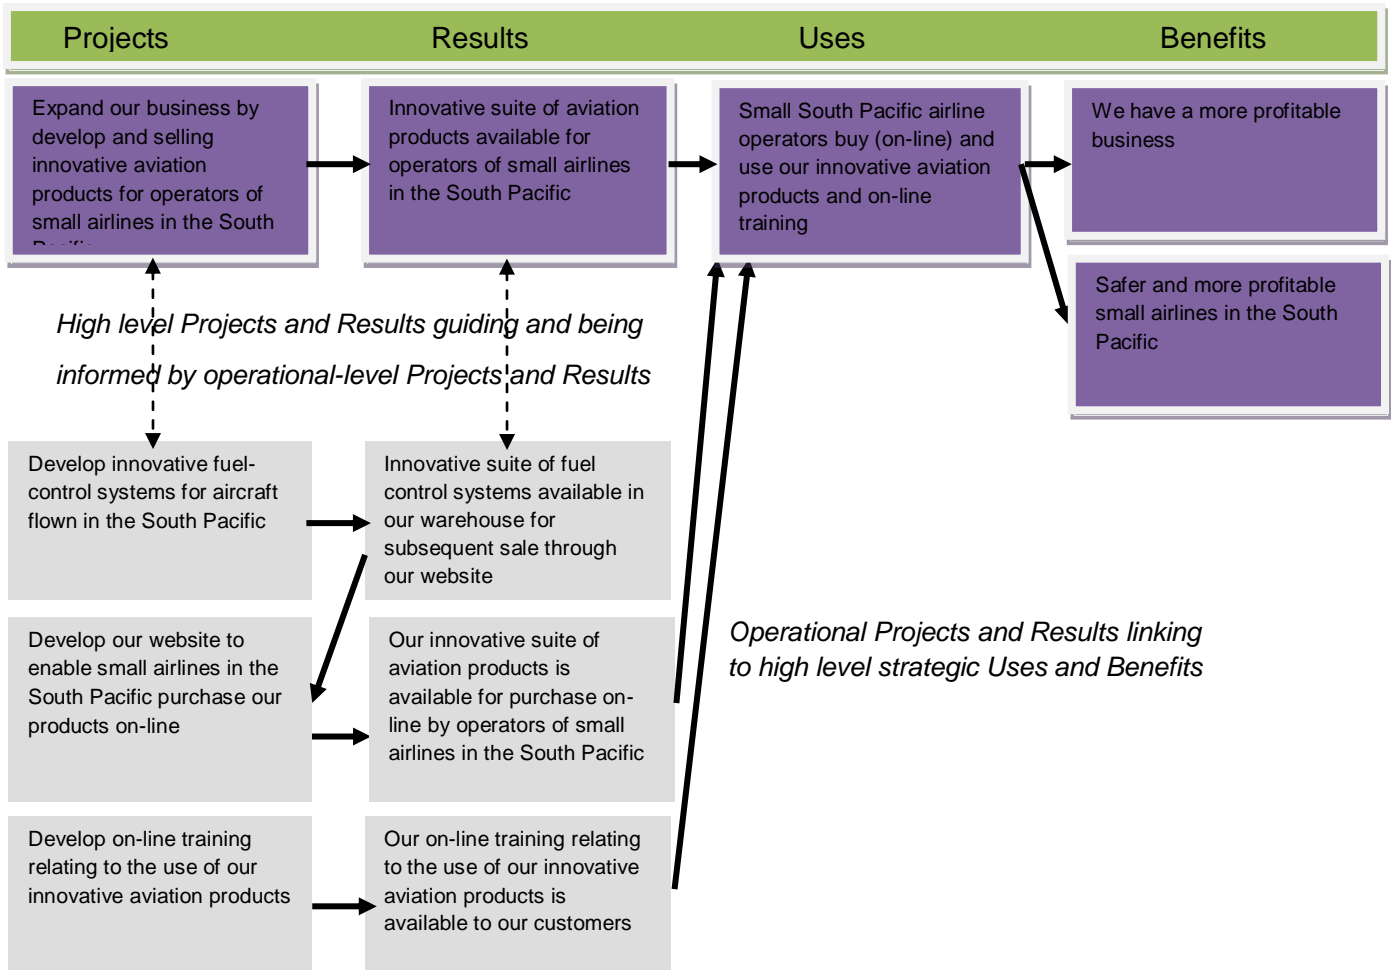 Projects
Results
Uses
Benefits
Expand our business by
develop and selling
innovative aviation
products for operators of
small airlines in the South
Pacific
Innovative suite of aviation
products available for
operators of small airlines
in the South Pacific
Small South Pacific airline
operators buy (on-line) and
use our innovative aviation
products and on-line
training
We have a more profitable
business
Safer and more profitable
small airlines in the South
Pacific
High level Projects and Results guiding and being
informed by operational-level Projects and Results
Develop innovative fuel-
control systems for aircraft
flown in the South Pacific
Innovative suite of fuel
control systems available in
our warehouse for
subsequent sale through
our website
Develop our website to
enable small airlines in the
South Pacific purchase our
products on-line
Our innovative suite of
aviation products is
available for purchase on-
line by operators of small
airlines in the South Pacific
Operational Projects and Results linking
to high level strategic Uses and Benefits
Develop on-line training
relating to the use of our
innovative aviation products
Our on-line training relating
to the use of our innovative
aviation products is
available to our customers